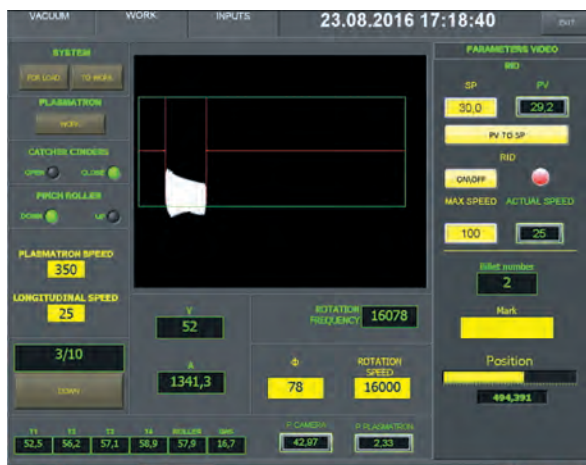 VACUUM WORK INPUTS 23.08.2016 17:18:40 EXIT
SYSTEM
FOR LOAD TO WORK
PLASMATRON
WORK
CATCHER CINDERS
OPEN CLOSE
PINCH ROLLER
DOWN UP
PLASMATRON SPEED
350
LONGITUDINAL SPEED
25
3/10
DOWN
V
52
A
1341,3
ROTATION
FREQUENCY 16078
Ф
78
ROTATION
SPEED
16000
T1 T2 T3 T4 ROLLER
52,5 56,2 57,1 58,9 57,9 16,7
P CAMERA P PLASMATRON
42,97 2,33
PARAMETERS VIDEO
RID
SP PV
30,0 29,2
PV TO SP
RID
ON/OFF
MAX SPEED ACTUAL SPEED
100 25
Billet number
2
Mark
Position
494,391